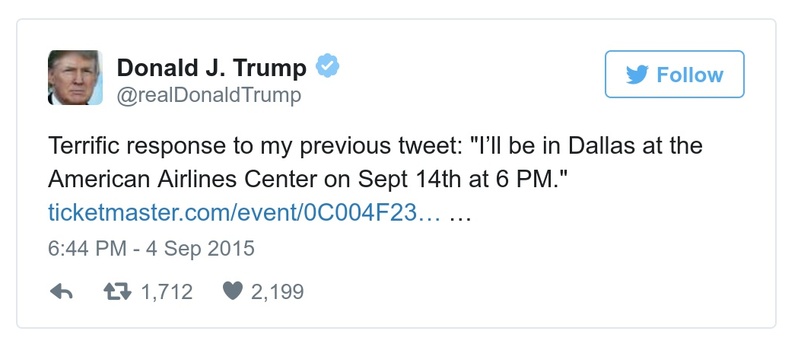 Donald J. Trump
@realDonaldTrump
Follow
Terrific response to my previous tweet: "I’ll be in Dallas at the
American Airlines Center on Sept 14th at 6 PM."
ticketmaster.com/event/0C004F23… …
6:44 PM - 4 Sep 2015
1,712 2,199